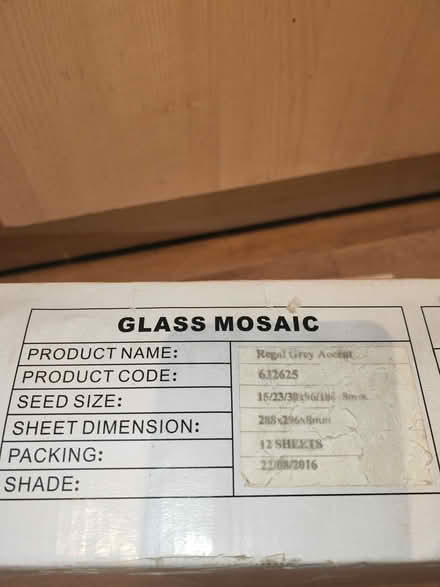 GLASS MOSAIC
PRODUCT NAME: Regal Grey Accent
PRODUCT CODE: 632625
SEED SIZE:
SHEET DIMENSION: 288x296x8mm
PACKING: 12 SHEETS
SHADE: 22/08/2016